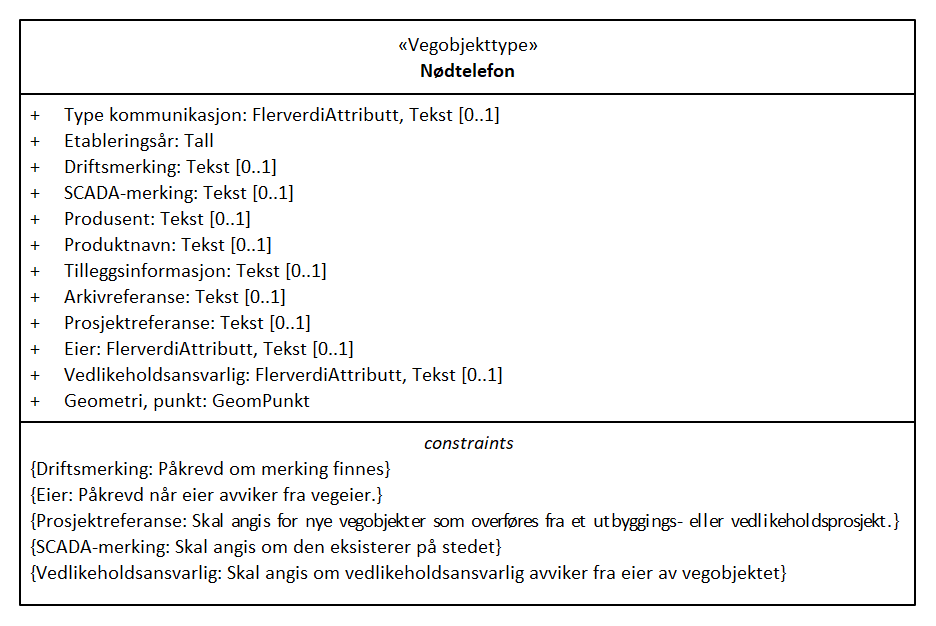 «Vegobjekttype»
Nødtelefon
+ Type kommunikasjon: FlerverdiAttributt, Tekst [0..1]
+ Etableringsår: Tall
+ Driftsmerking: Tekst [0..1]
+ SCADA-merking: Tekst [0..1]
+ Produsent: Tekst [0..1]
+ Produktnavn: Tekst [0..1]
+ Tilleggsinformasjon: Tekst [0..1]
+ Arkivreferanse: Tekst [0..1]
+ Prosjektreferanse: Tekst [0..1]
+ Eier: FlerverdiAttributt, Tekst [0..1]
+ Vedlikeholdsansvarlig: FlerverdiAttributt, Tekst [0..1]
+ Geometri, punkt: GeomPunkt
constraints
{Driftsmerking: Påkrevd om merking finnes}
{Eier: Påkrevd når eier avviker fra vegeier.}
{Prosjektreferanse: Skal angis for nye vegobjekter som overføres fra et utbyggings- eller vedlikeholdsprosjekt.}
{SCADA-merking: Skal angis om den eksisterer på stedet}
{Vedlikeholdsansvarlig: Skal angis om vedlikeholdsansvarlig avviker fra eier av vegobjektet}